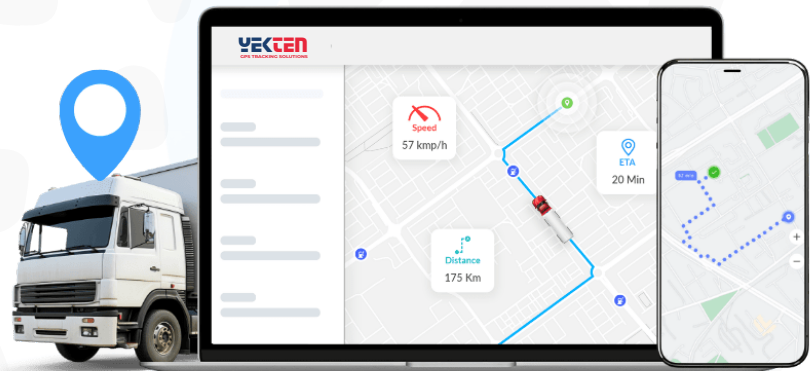 YEKTEN
GPS TRACKING SOLUTIONS
Speed
57 kmp/h
ETA
20 Min
Distance
175 Km